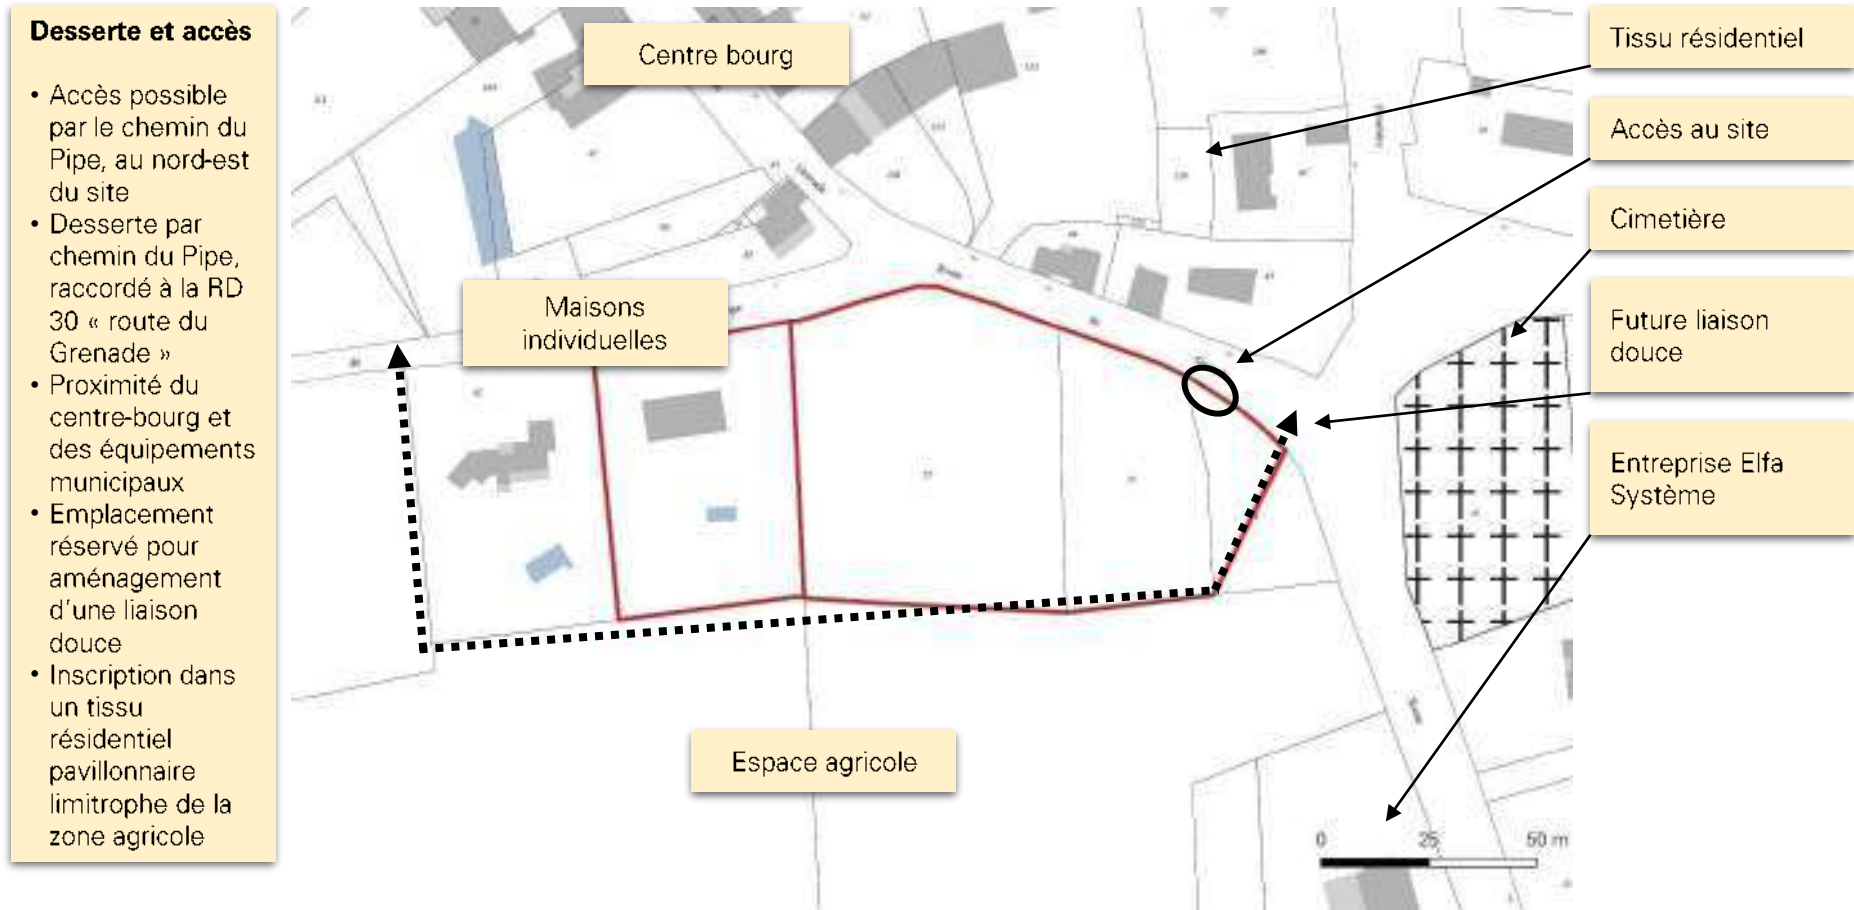 Desserte et accès
• Accès possible
par le chemin du
Pipe, au nord-est
du site
• Desserte par
chemin du Pipe,
raccordé à la RD
30 « route du
Grenade »
• Proximité du
centre-bourg et
des équipements
municipaux
• Emplacement
réservé pour
aménagement
d'une liaison
douce
• Inscription dans
un tissu
résidentiel
pavillonnaire
limitrophe de la
zone agricole
Centre bourg
Maisons
individuelles
Espace agricole
Tissu résidentiel
Accès au site
Cimetière
Future liaison
douce
Entreprise Elfa
Système
0 25 50 m